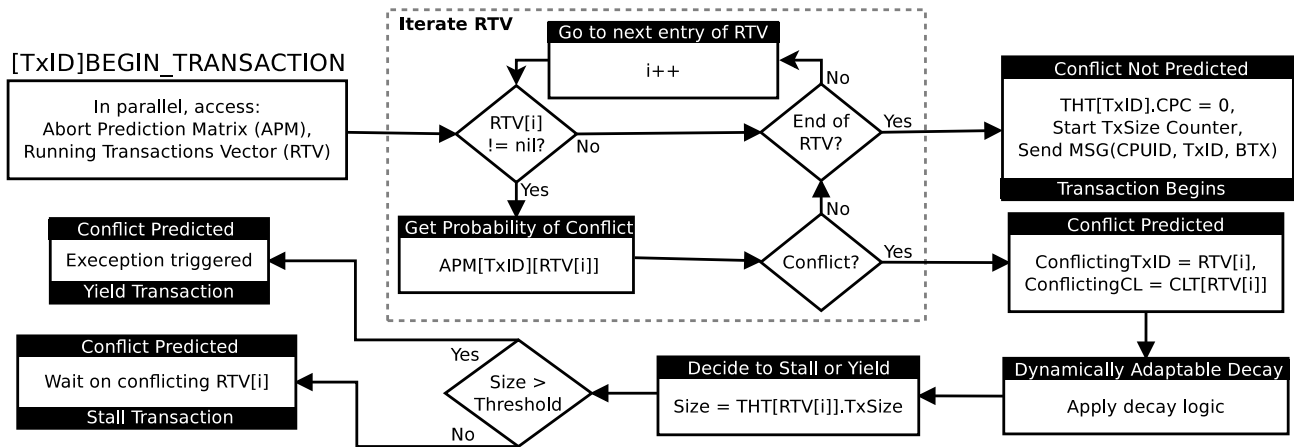 Iterate RTV
Go to next entry of RTV
i++
[TxID]BEGIN_TRANSACTION
In parallel, access:
Abort Prediction Matrix (APM),
Running Transactions Vector (RTV)
RTV[i]
!= nil?
No
Yes
No
End of
RTV?
Yes
Conflict Not Predicted
THT[TxID].CPC = 0,
Start TxSize Counter,
Send MSG(CPUID, TxID, BTX)
Transaction Begins
Get Probability of Conflict
APM[TxID][RTV[i]]
No
Conflict?
Yes
Conflict Predicted
ConflictingTxID = RTV[i],
ConflictingCL = CLT[RTV[i]]
Dynamically Adaptable Decay
Apply decay logic
Decide to Stall or Yield
Size = THT[RTV[i]].TxSize
Size >
Threshold
Yes
No
Conflict Predicted
Exeception triggered
Yield Transaction
Conflict Predicted
Wait on conflicting RTV[i]
Stall Transaction